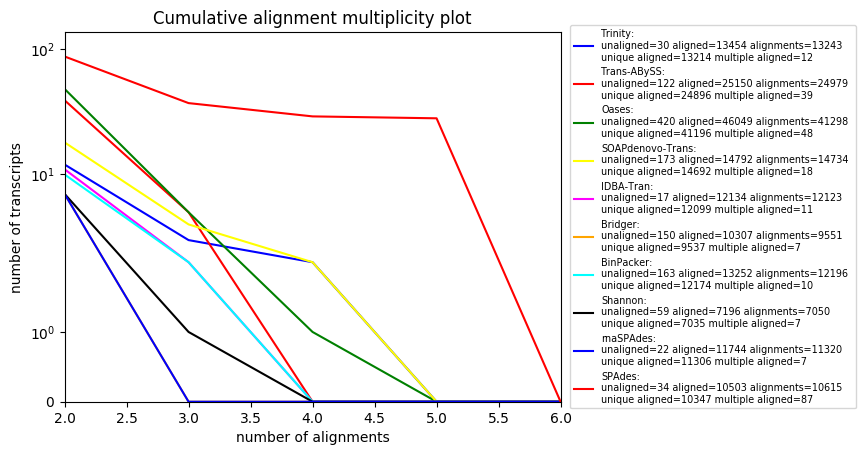 Cumulative alignment multiplicity plot
10²
10¹
10⁰
0
number of transcripts
2.0 2.5 3.0 3.5 4.0 4.5 5.0 5.5 6.0
number of alignments
Trinity:
unaligned=30 aligned=13454 alignments=13243
unique aligned=13214 multiple aligned=12
Trans-ABySS:
unaligned=122 aligned=25150 alignments=24979
unique aligned=24896 multiple aligned=39
Oases:
unaligned=420 aligned=46049 alignments=41298
unique aligned=41196 multiple aligned=48
SOAPdenovo-Trans:
unaligned=173 aligned=14792 alignments=14734
unique aligned=14692 multiple aligned=18
IDBA-Tran:
unaligned=17 aligned=12134 alignments=12123
unique aligned=12099 multiple aligned=11
Bridger:
unaligned=150 aligned=10307 alignments=9551
unique aligned=9537 multiple aligned=7
BinPacker:
unaligned=163 aligned=13252 alignments=12196
unique aligned=12174 multiple aligned=10
Shannon:
unaligned=59 aligned=7196 alignments=7050
unique aligned=7035 multiple aligned=7
rnaSPAdes:
unaligned=22 aligned=11744 alignments=11320
unique aligned=11306 multiple aligned=7
SPAdes:
unaligned=34 aligned=10503 alignments=10615
unique aligned=10347 multiple aligned=87